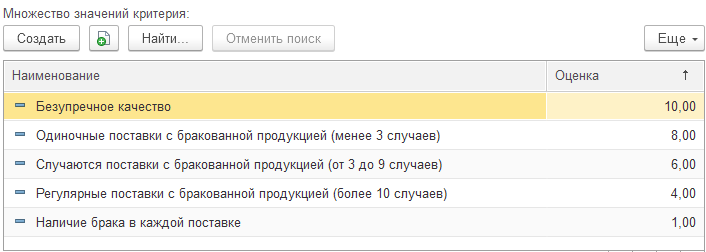 Множество значений критерия:
Создать Найти... Отменить поиск Еще
Наименование Оценка
Безупречное качество 10,00
Одиночные поставки с бракованной продукцией (менее 3 случаев) 8,00
Случаются поставки с бракованной продукцией (от 3 до 9 случаев) 6,00
Регулярные поставки с бракованной продукцией (более 10 случаев) 4,00
Наличие брака в каждой поставке 1,00